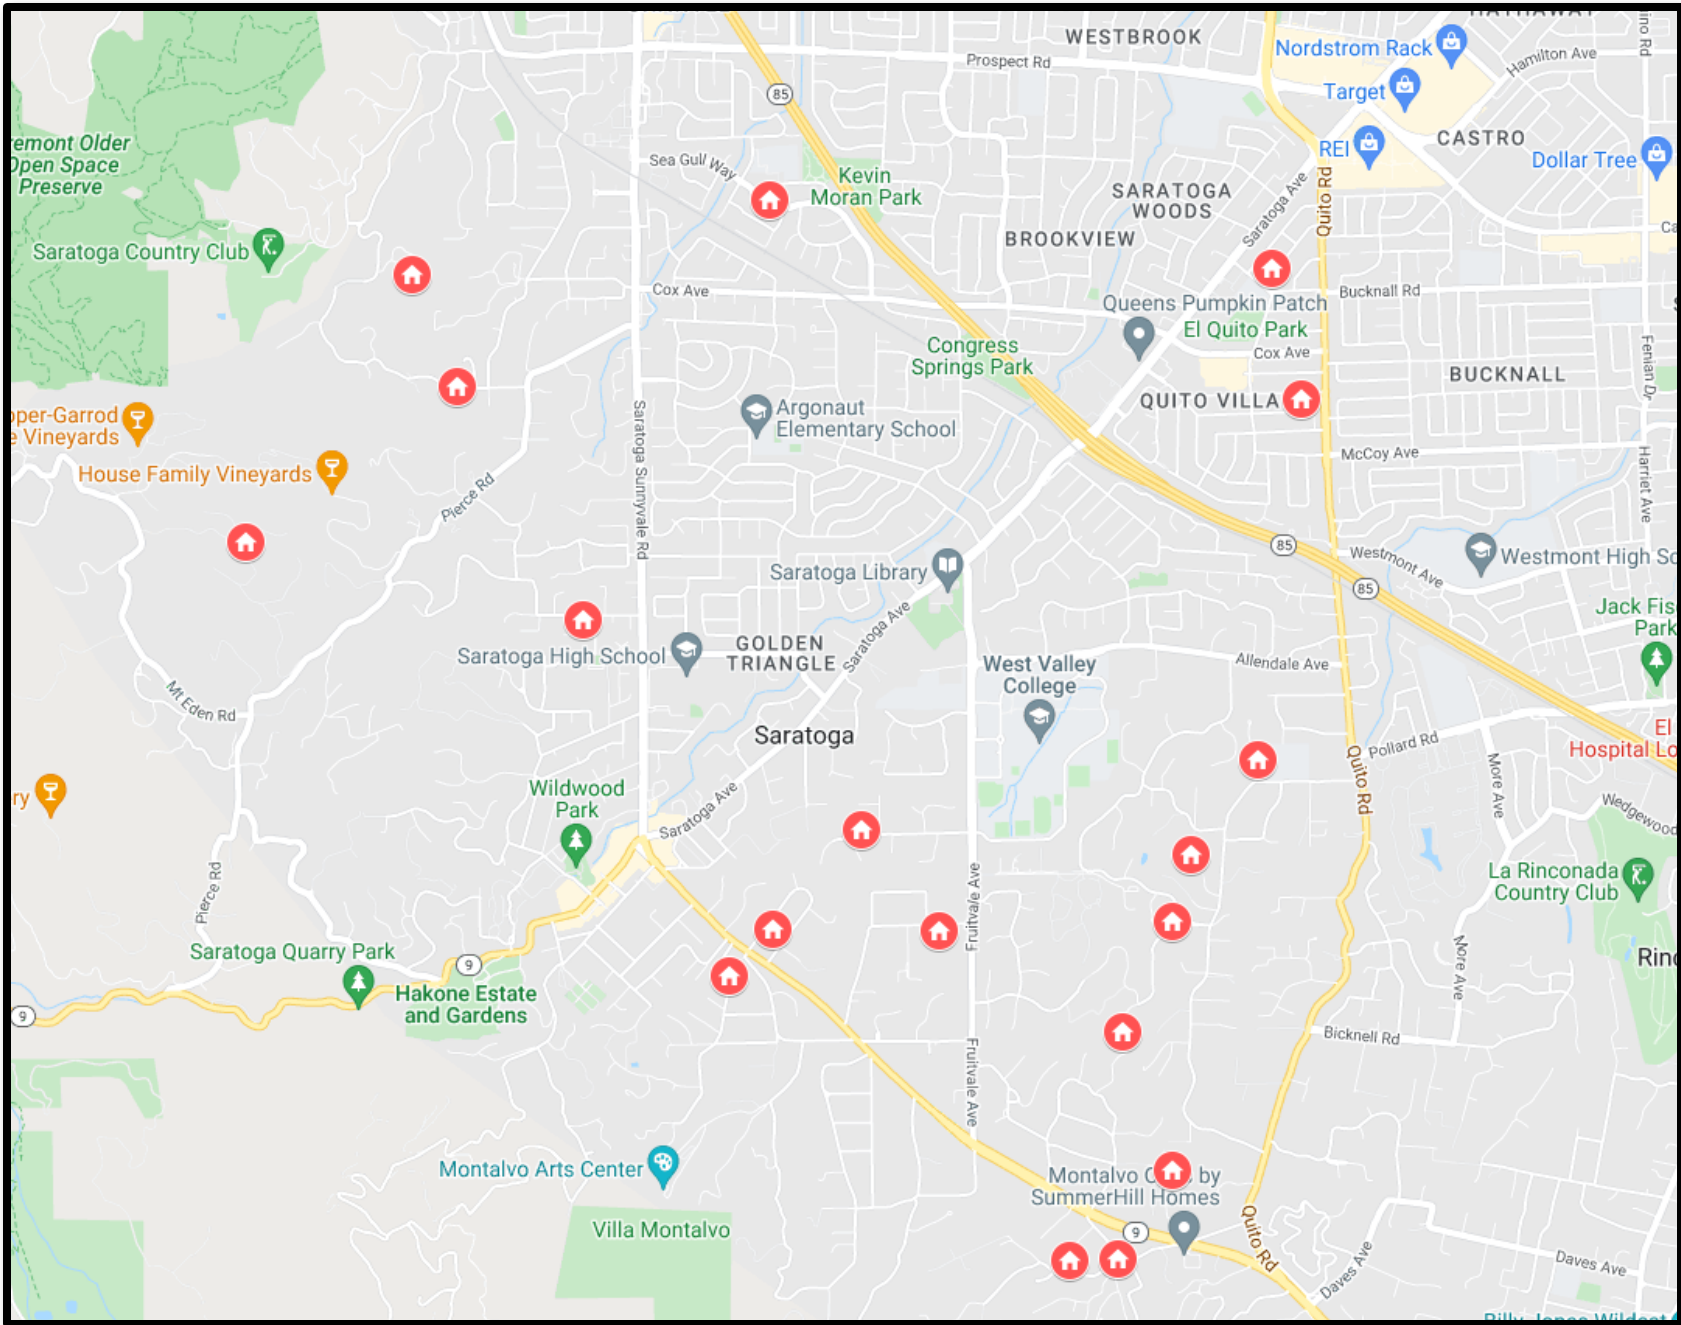 HATHAWAY
WESTBROOK
Nordstrom Rack
Hamilton Ave
Prospect Rd
85
Target
emont Older
Open Space
Preserve
REI
CASTRO
Dollar Tree
Sea Gull Way
Kevin
Moran Park
SARATOGA
WOODS
Saratoga Ave
Quito Rd
Saratoga Country Club
BROOKVIEW
Cox Ave
Queens Pumpkin Patch
Bucknall Rd
El Quito Park
Congress
Springs Park
Cox Ave
Fenian Dr
BUCKNALL
QUITO VILLA
per-Garrod
e Vineyards
Argonaut
Elementary School
Saratoga Sunnyvale Rd
House Family Vineyards
McCoy Ave
Harriet Ave
Pierce Rd
85
Westmont Ave
Westmont High Sc
Saratoga Library
85
Jack Fis
Park
Saratoga High School
GOLDEN
TRIANGLE
Saratoga Ave
West Valley
College
Allendale Ave
Mt Eden Rd
Saratoga
El
Hospital Lo
Pollard Rd
Quito Rd
More Ave
ry
Wildwood
Park
Saratoga Ave
Wedgewood
Pierce Rd
Fruitvale Ave
La Rinconada
Country Club
Saratoga Quarry Park
9
More Ave
Rinc
Hakone Estate
and Gardens
9
Bicknell Rd
Fruitvale Ave
Montalvo Arts Center
Montalvo O by
SummerHill Homes
Villa Montalvo
9
Quito Rd
Daves Ave
Daves Ave